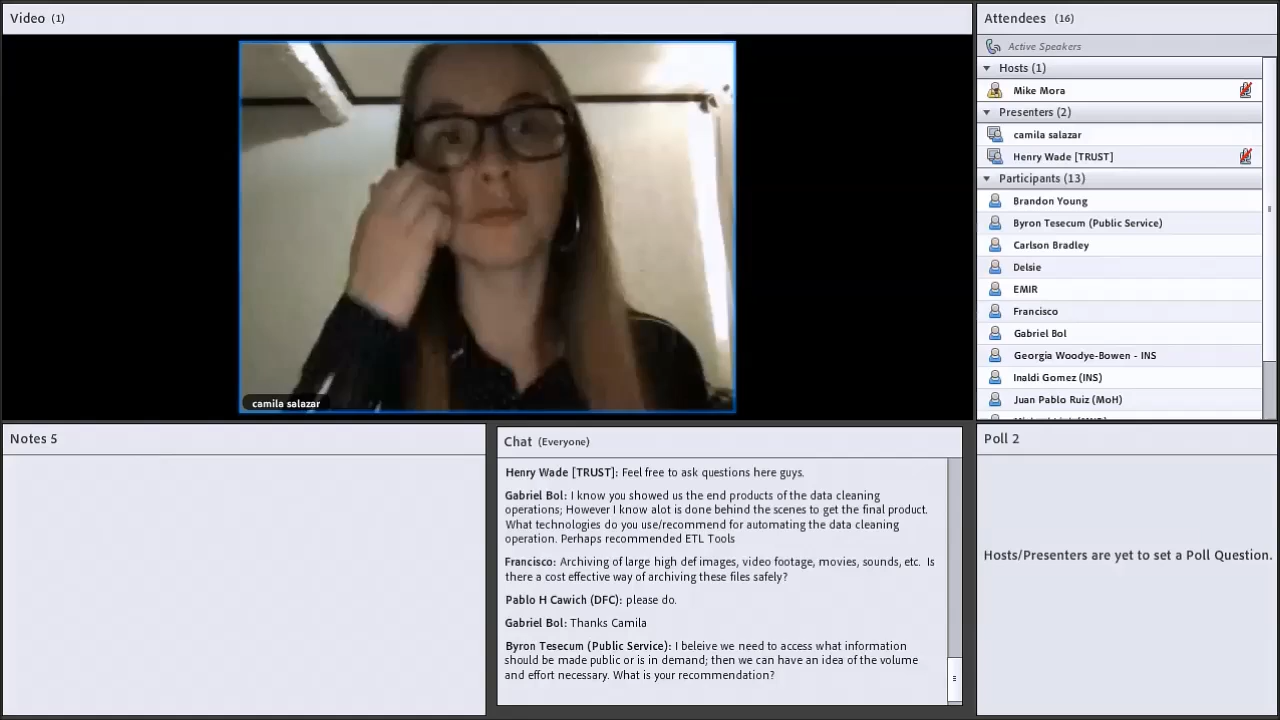 Video (1)
camila salazar
Attendees (16)
Active Speakers
Hosts (1)
Mike Mora
Presenters (2)
camila salazar
Henry Wade [TRUST]
Participants (13)
Brandon Young
Byron Tesecum (Public Service)
Carlson Bradley
Delsie
EMIR
Francisco
Gabriel Bol
Georgia Woodye-Bowen - INS
Inaldi Gomez (INS)
Juan Pablo Ruiz (MoH)
Notes 5
Chat (Everyone)
Henry Wade [TRUST]: Feel free to ask questions here guys.
Gabriel Bol: I know you showed us the end products of the data cleaning
operations; However I know alot is done behind the scenes to get the final product.
What technologies do you use/recommend for automating the data cleaning
operation. Perhaps recommended ETL Tools
Francisco: Archiving of large high def images, video footage, movies, sounds, etc. Is
there a cost effective way of archiving these files safely?
Pablo H Cawich (DFC): please do.
Gabriel Bol: Thanks Camila
Byron Tesecum (Public Service): I beleive we need to access what information
should be made public or is in demand; then we can have an idea of the volume
and effort necessary. What is your recommendation?
Poll 2
Hosts/Presenters are yet to set a Poll Question.